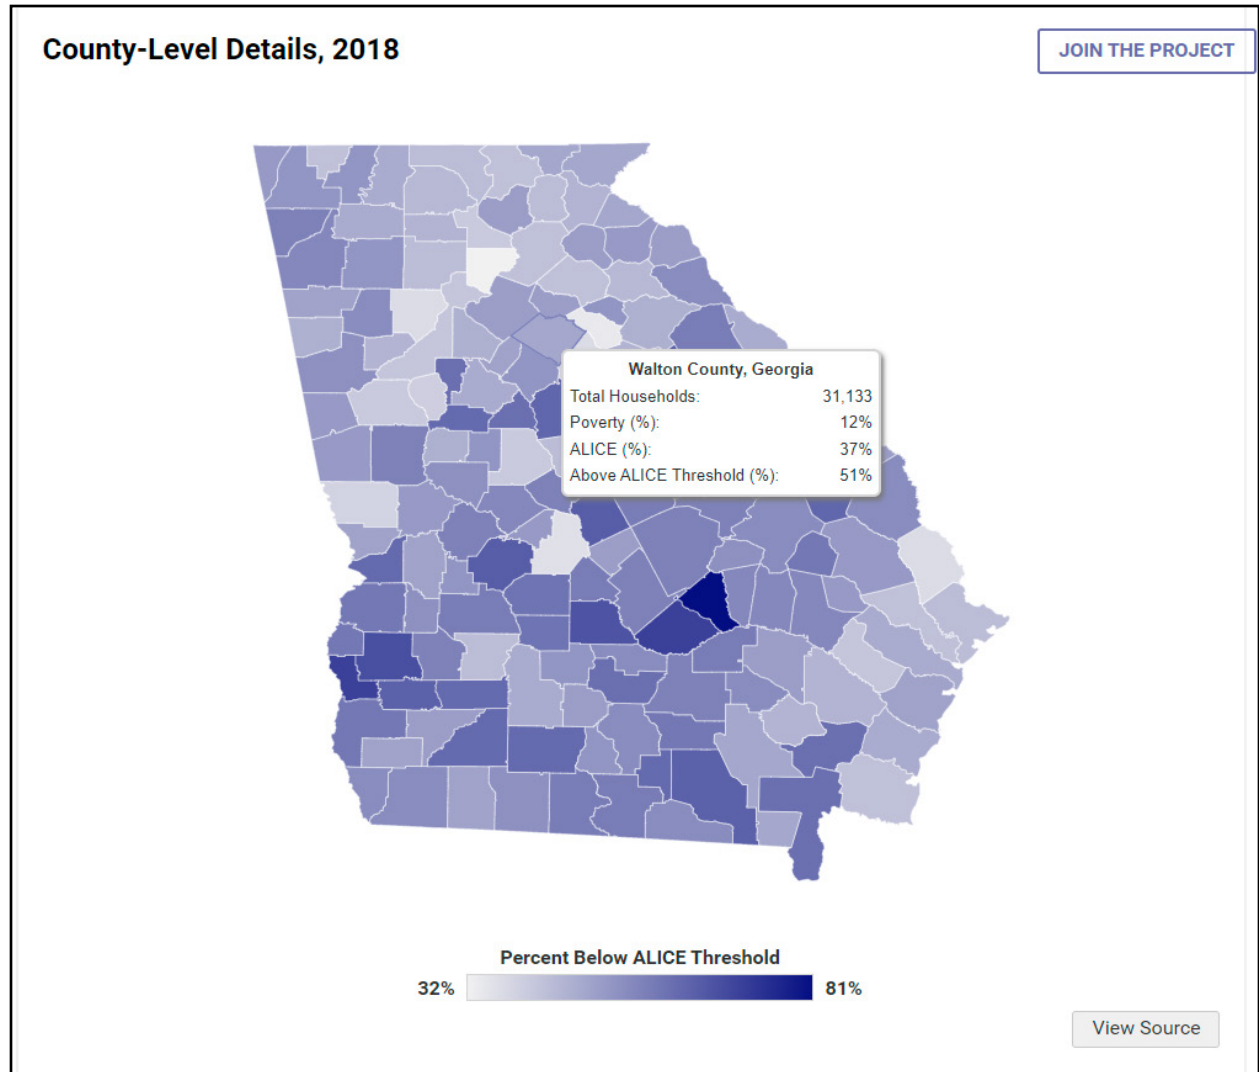 County-Level Details, 2018
JOIN THE PROJECT
Walton County, Georgia
Total Households: 31,133
Poverty (%): 12%
ALICE (%): 37%
Above ALICE Threshold (%): 51%
Percent Below ALICE Threshold
32% 81%
View Source